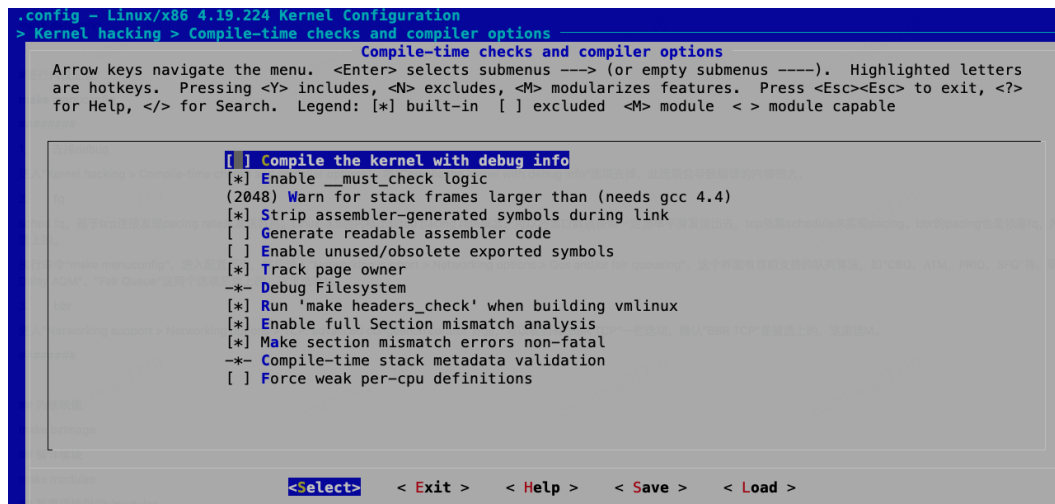 .config - Linux/x86 4.19.224 Kernel Configuration
> Kernel hacking > Compile-time checks and compiler options
Compile-time checks and compiler options
Arrow keys navigate the menu.  <Enter> selects submenus ---> (or empty submenus ----).  Highlighted letters
are hotkeys.  Pressing <Y> includes, <N> excludes, <M> modularizes features.  Press <Esc><Esc> to exit, <?>
for Help, </> for Search.  Legend: [*] built-in  [ ] excluded  <M> module  < > module capable
[ ] Compile the kernel with debug info
[*] Enable __must_check logic
(2048) Warn for stack frames larger than (needs gcc 4.4)
[*] Strip assembler-generated symbols during link
[ ] Generate readable assembler code
[ ] Enable unused/obsolete exported symbols
[*] Track page owner
-*- Debug Filesystem
[*] Run 'make headers_check' when building vmlinux
[*] Enable full Section mismatch analysis
[*] Make section mismatch errors non-fatal
-*- Compile-time stack metadata validation
[ ] Force weak per-cpu definitions
<Select>    < Exit >    < Help >    < Save >    < Load >